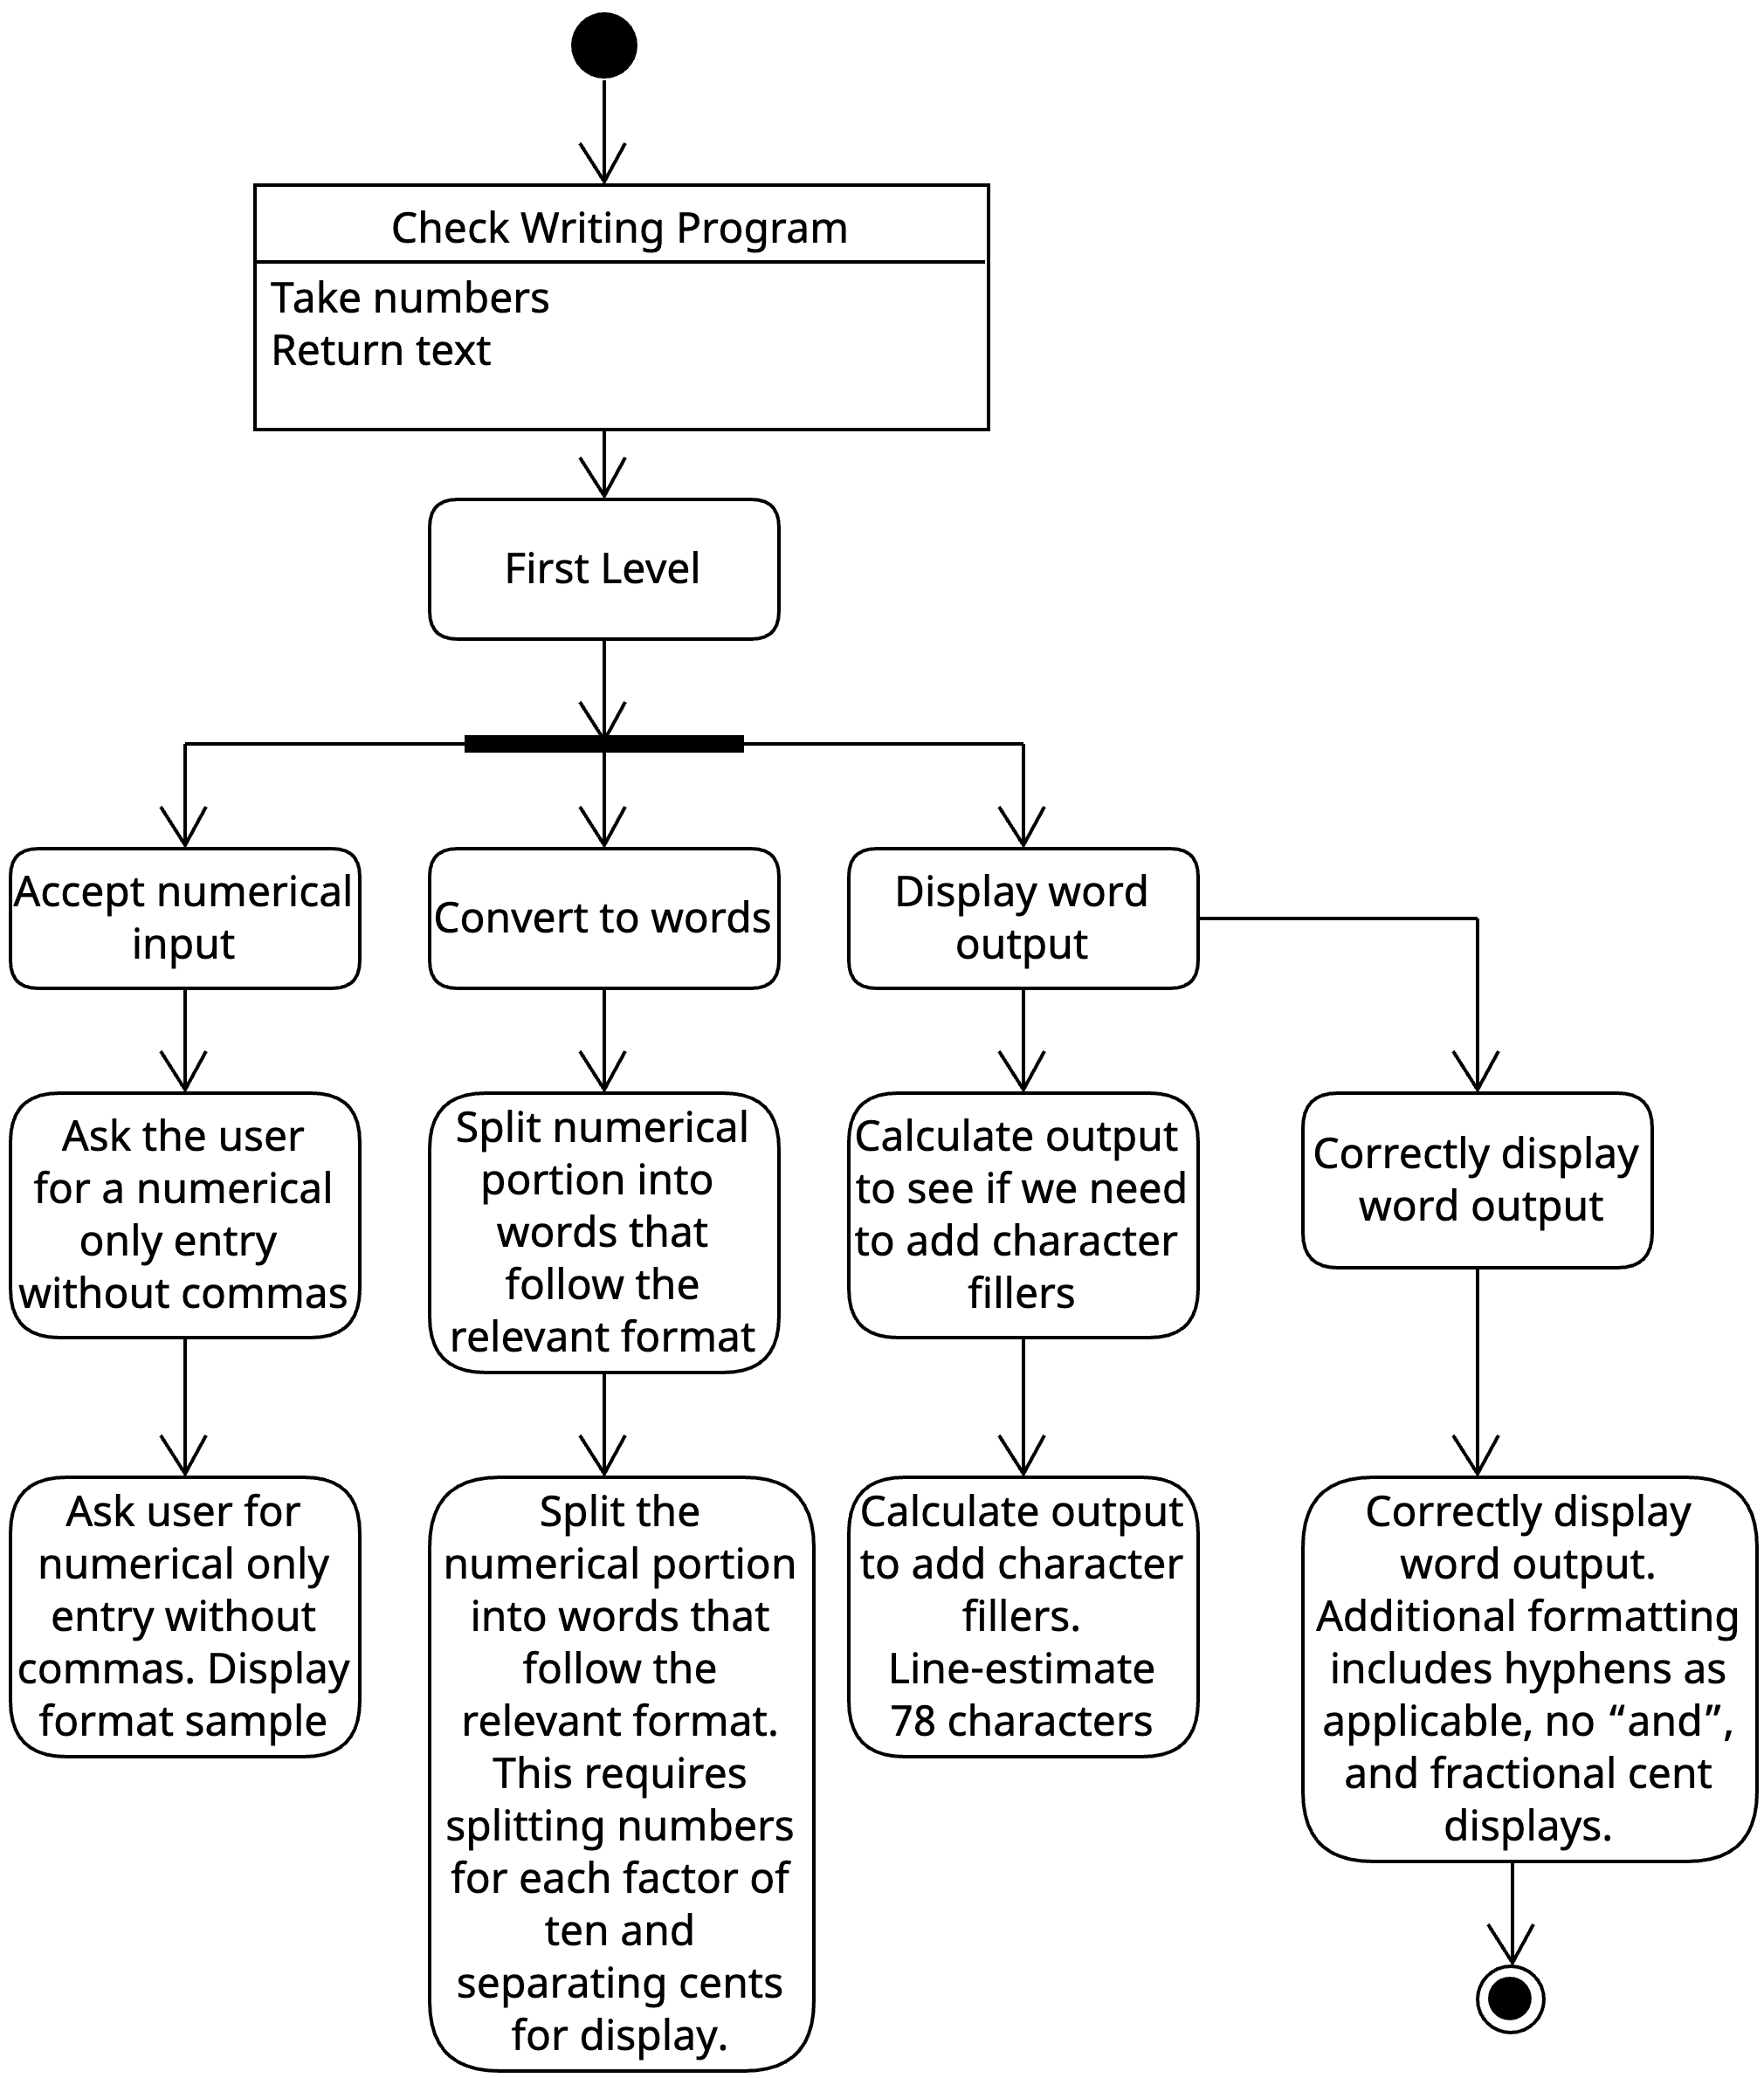 Check Writing Program
Take numbers
Return text
First Level
Accept numerical
input
Convert to words
Display word
output
Ask the user
for a numerical
only entry
without commas
Split numerical
portion into
words that
follow the
relevant format
Calculate output
to see if we need
to add character
fillers
Correctly display
word output
Ask user for
numerical only
entry without
commas. Display
format sample
Split the
numerical portion
into words that
follow the
relevant format.
This requires
splitting numbers
for each factor of
ten and
separating cents
for display.
Calculate output
to add character
fillers.
Line-estimate
78 characters
Correctly display
word output.
Additional formatting
includes hyphens as
applicable, no “and”,
and fractional cent
displays.